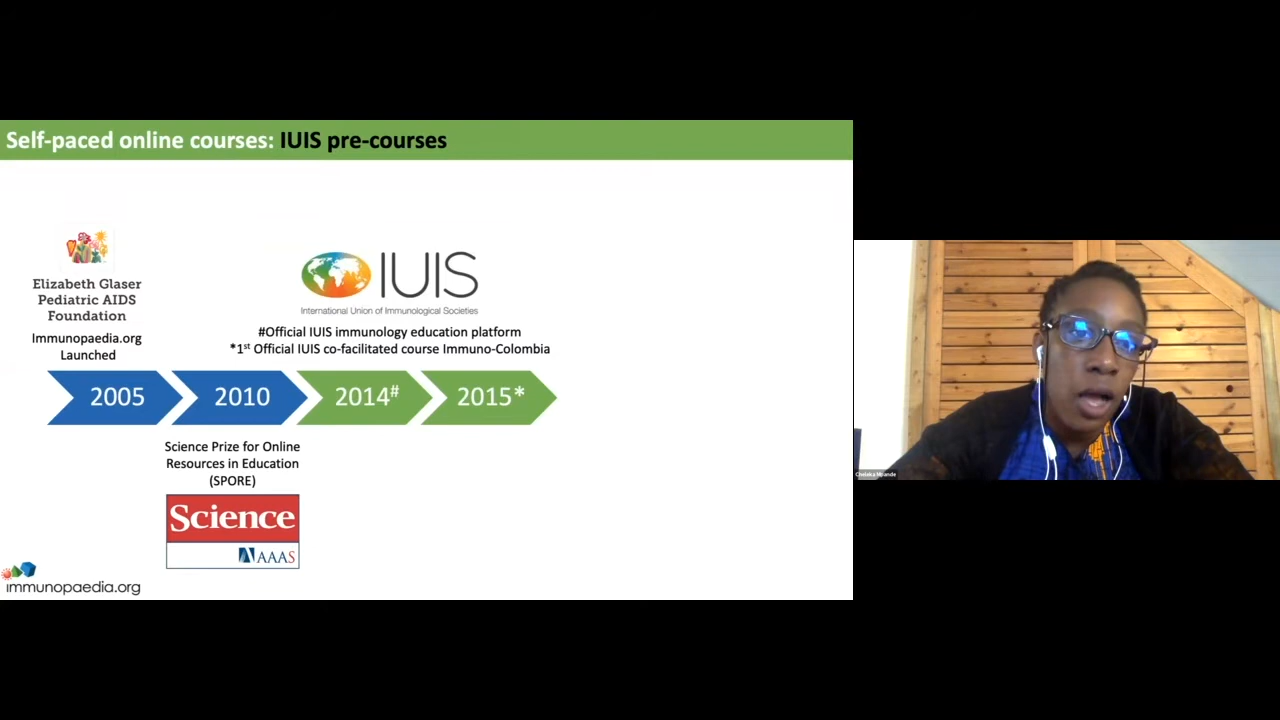 Self-paced online courses: IUIS pre-courses
Elizabeth Glaser
Pediatric AIDS
Foundation
Immunopaedia.org
Launched
IUIS
International Union of Immunological Societies
#Official IUIS immunology education platform
*1st Official IUIS co-facilitated course Immuno-Colombia
2005
2010
2014#
2015*
Science Prize for Online
Resources in Education
(SPORE)
Science
AAAS
immunopaedia.org
Cheleka Mpande